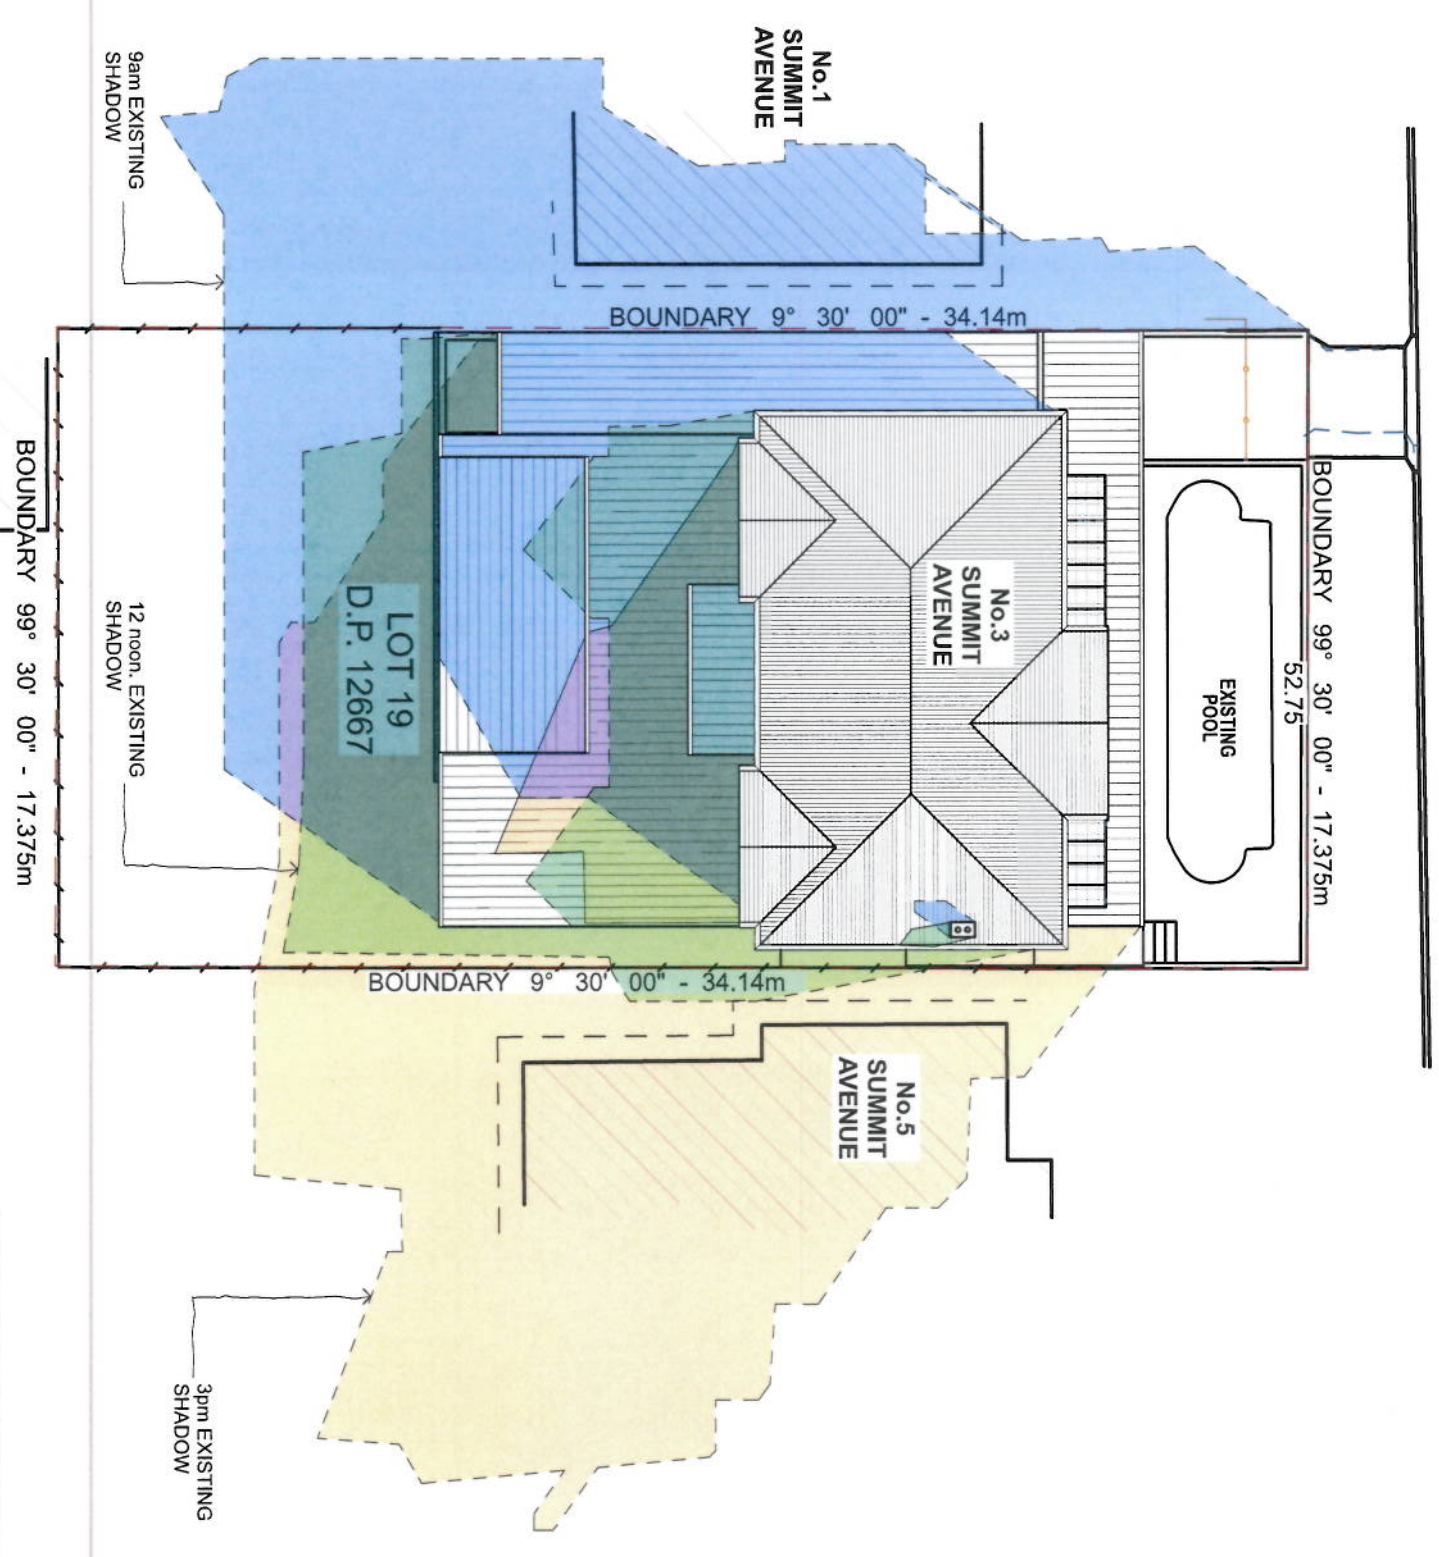 No.1
SUMMIT
AVENUE
9am EXISTING
SHADOW
BOUNDARY 9° 30' 00" - 34.14m
BOUNDARY 99° 30' 00" - 17.375m
52.75
EXISTING
POOL
No.3
SUMMIT
AVENUE
LOT 19
D.P. 12667
12 noon. EXISTING
SHADOW
BOUNDARY 99° 30' 00" - 17.375m
BOUNDARY 9° 30' 00" - 34.14m
No.5
SUMMIT
AVENUE
3pm EXISTING
SHADOW